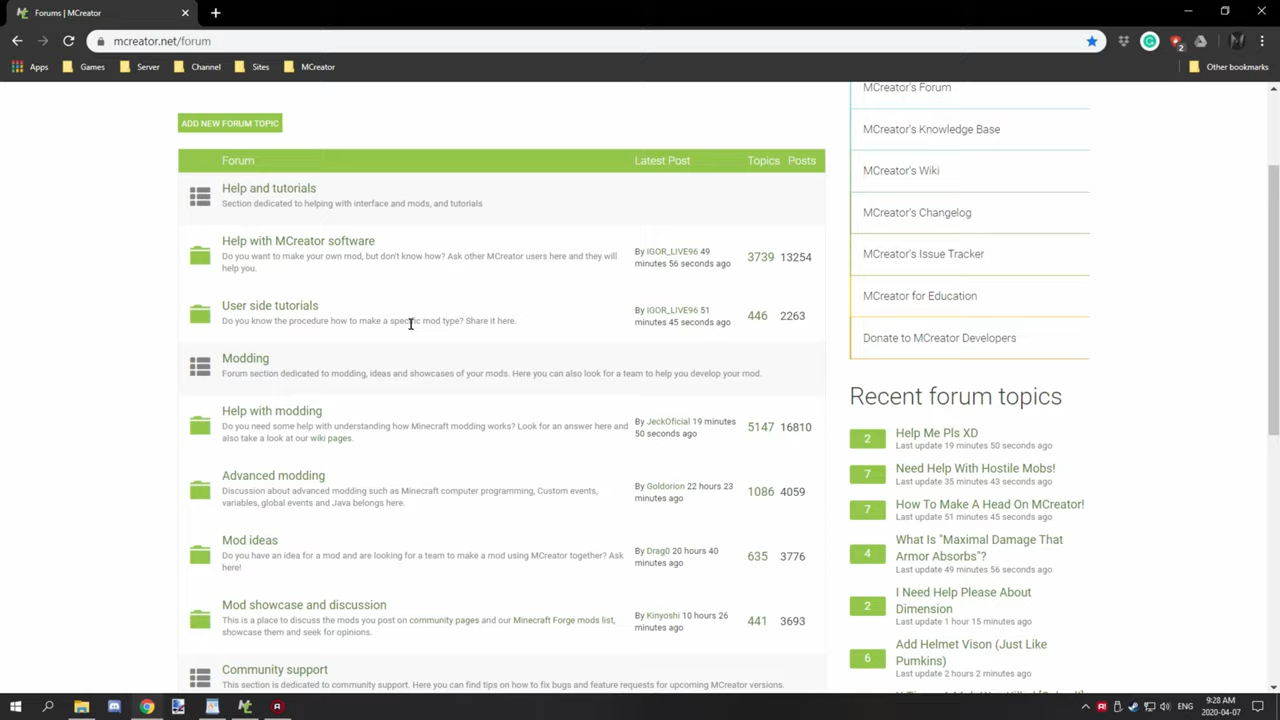 Forums | MCreator
mcreator.net/forum
2
Apps
Games
Server
Channel
Sites
MCreator
Other bookmarks
ADD NEW FORUM TOPIC
Forum
Latest Post
Topics
Posts
Help and tutorials
Section dedicated to helping with interface and mods, and tutorials
Help with MCreator software
Do you want to make your own mod, but don't know how? Ask other MCreator users here and they will
help you.
By IGOR_LIVE96 49
minutes 56 seconds ago
3739
13254
User side tutorials
Do you know the procedure how to make a specific mod type? Share it here.
By IGOR_LIVE96 51
minutes 45 seconds ago
446
2263
Modding
Forum section dedicated to modding, ideas and showcases of your mods. Here you can also look for a team to help you develop your mod.
Help with modding
Do you need some help with understanding how Minecraft modding works? Look for an answer here and
also take a look at our wiki pages.
By JeckOficial 19 minutes
50 seconds ago
5147
16810
Advanced modding
Discussion about advanced modding such as Minecraft computer programming, Custom events,
variables, global events and Java belongs here.
By Goldorion 22 hours 23
minutes ago
1086
4059
Mod ideas
Do you have an idea for a mod and are looking for a team to make a mod using MCreator together? Ask
here!
By Drag0 20 hours 40
minutes ago
635
3776
Mod showcase and discussion
This is a place to discuss the mods you post on community pages and our Minecraft Forge mods list,
showcase them and seek for opinions.
By Kinyoshi 10 hours 26
minutes ago
441
3693
Community support
This section is dedicated to community support. Here you can find tips on how to fix bugs and feature requests for upcoming MCreator versions.
MCreator's Forum
MCreator's Knowledge Base
MCreator's Wiki
MCreator's Changelog
MCreator's Issue Tracker
MCreator for Education
Donate to MCreator Developers
Recent forum topics
2
Help Me Pls XD
Last update 19 minutes 50 seconds ago
7
Need Help With Hostile Mobs!
Last update 35 minutes 43 seconds ago
7
How To Make A Head On MCreator!
Last update 51 minutes 45 seconds ago
4
What Is "Maximal Damage That
Armor Absorbs"?
Last update 49 minutes 56 seconds ago
2
I Need Help Please About
Dimension
Last update 1 hour 15 minutes ago
6
Add Helmet Vison (Just Like
Pumkins)
Last update 2 hours 2 minutes ago
ENG
9:28 AM
2020-04-07